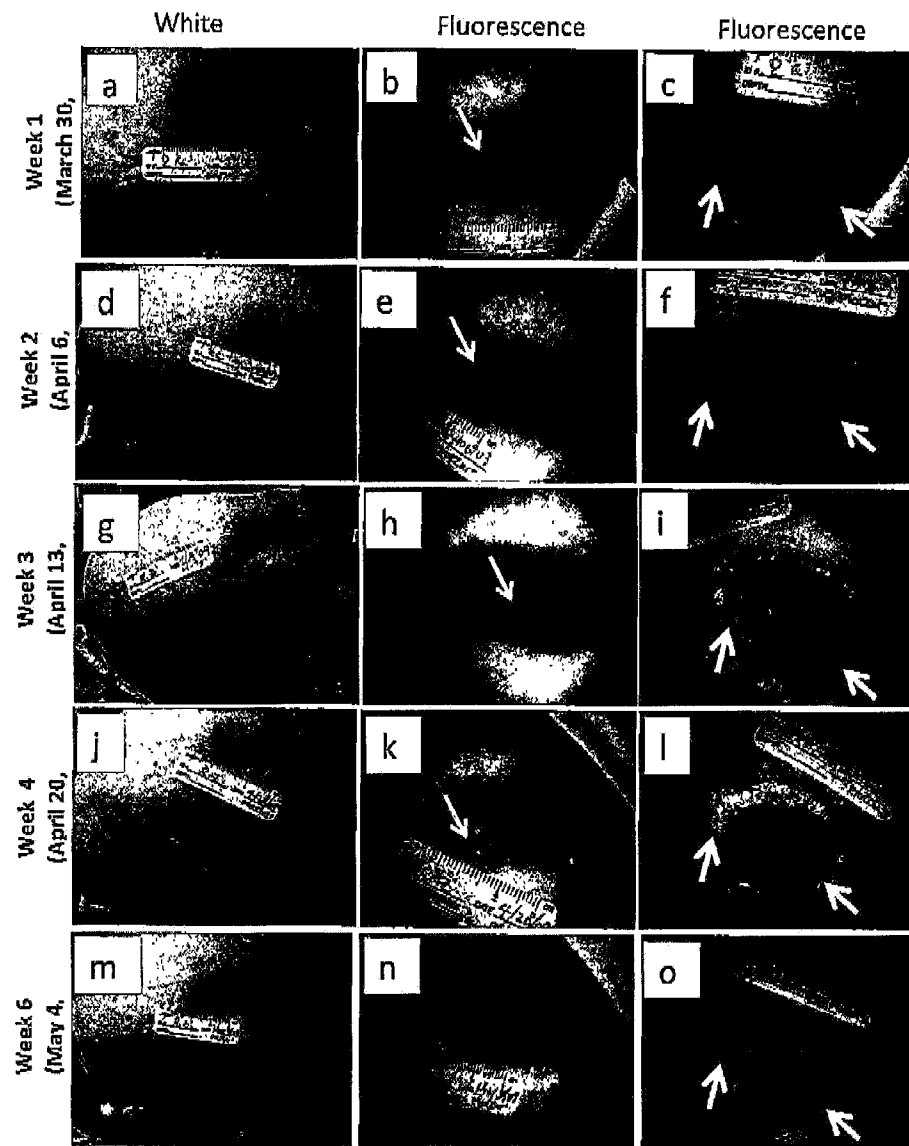 White Fluorescence Fluorescence
Week 1
(March 30,
a b c
Week 2
(April 6,
d e f
Week 3
(April 13,
g h i
Week 4
(April 20,
j k l
Week 6
(May 4,
m n o